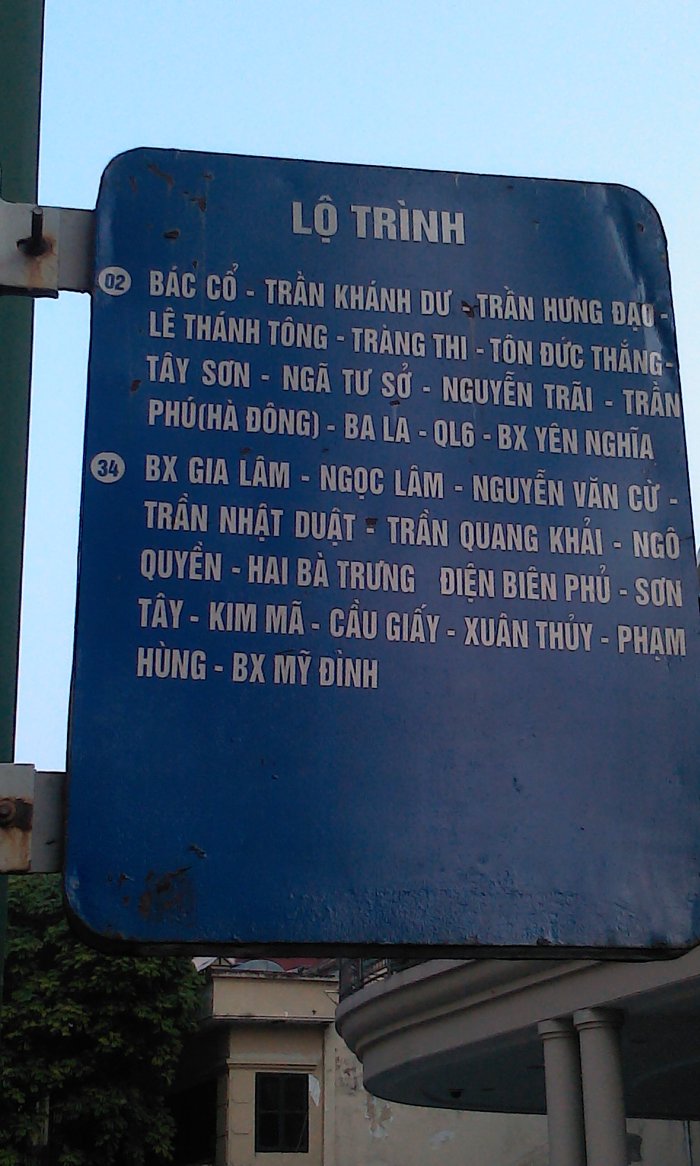 LỘ TRÌNH
02 BÁC CỔ - TRẦN KHÁNH DƯ - TRẦN HƯNG ĐẠO -
LÊ THÁNH TÔNG - TRÀNG THI - TÔN ĐỨC THẮNG-
TÂY SƠN - NGÃ TƯ SỞ - NGUYỄN TRÃI - TRẦN
PHÚ(HÀ ĐÔNG) - BA LA - QL6 - BX YÊN NGHĨA
34 BX GIA LÂM - NGỌC LÂM - NGUYỄN VĂN CỪ -
TRẦN NHẬT DUẬT - TRẦN QUANG KHẢI - NGÔ
QUYỀN - HAI BÀ TRƯNG ĐIỆN BIÊN PHỦ - SƠN
TÂY - KIM MÃ - CẦU GIẤY - XUÂN THỦY - PHẠM
HÙNG - BX MỸ ĐÌNH